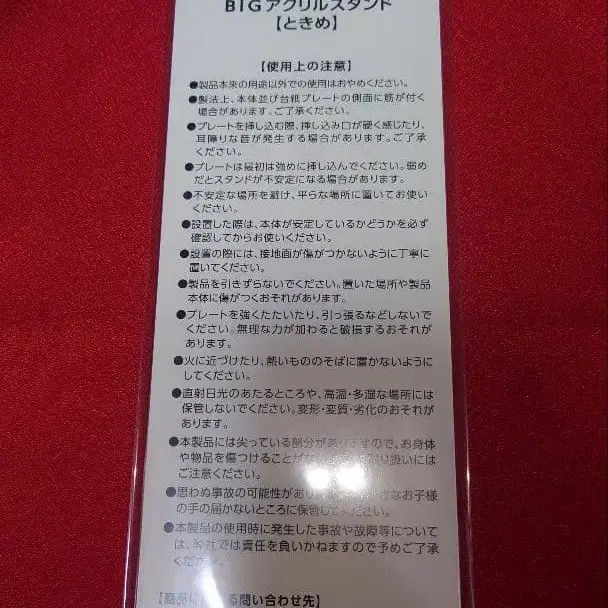 BIGアクリルスタンド
【ときめ】
【使用上の注意】
●製品本来の用途以外での使用はおやめください。
●製法上、本体並び台紙プレートの側面に筋が付く
場合があります。ご了承ください。
●プレートを挿し込む際、挿し込み口が硬く感じたり、
耳障りな音が発生する場合があります。ご了承
ください。
●プレートは最初は強めに挿し込んでください。弱め
だとスタンドが不安定になる場合があります。
●不安定な場所を避け、平らな場所に置いてお使い
ください。
●設置した際は、本体が安定しているかどうかを必ず
確認してからお使いください。
●設置の際には、接地面が傷がつかないように丁寧に
置いてください。
●製品を引きずらないでください。置いた場所や製品
本体に傷がつくおそれがあります。
●プレートを強くたたいたり、引っ張るなどしないで
ください。無理な力が加わると破損するおそれが
あります。
●火に近づけたり、熱いもののそばに置かないように
してください。
●直射日光のあたるところや、高温・多湿な場所には
保管しないでください。変形・変質・劣化のおそれが
あります。
●本製品には尖っている部分がありますので、お身体
や物品を傷つけることが 取り扱いには
ご注意ください。
●思わぬ事故の可能性があり なお子様
の手の届かないところに保管してください。
●本製品の使用時に発生した事故や故障等について
は、弊社では責任を負いかねますので予めご了承
ください。
【商品に る問い合わせ先】